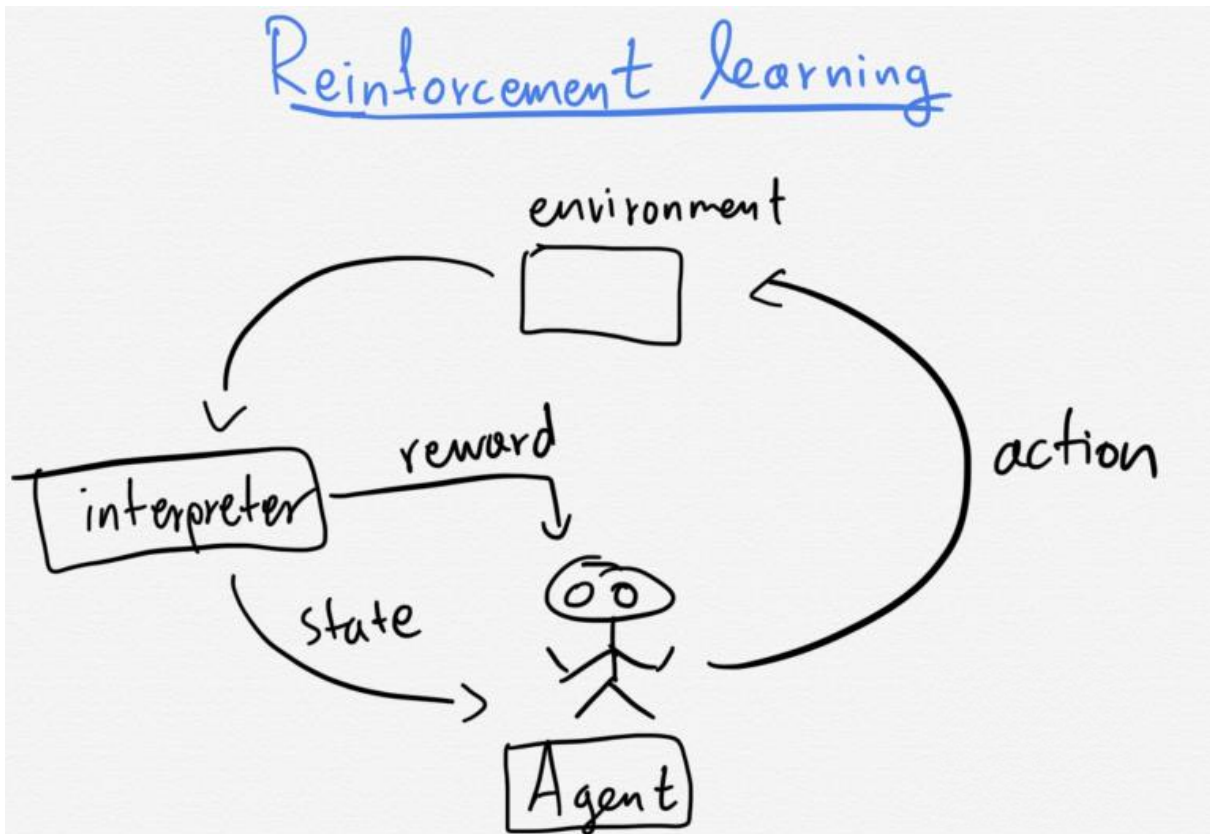 Reinforcement learning
environment
reward
action
interpreter
state
Agent